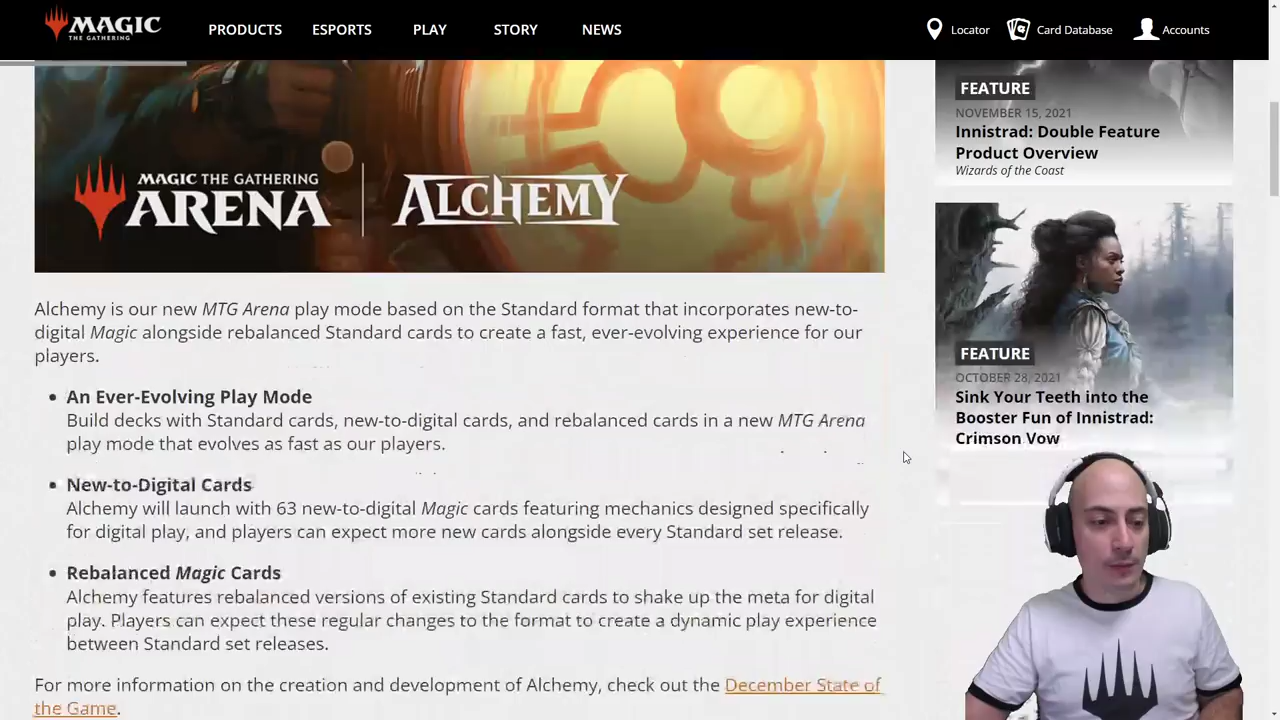 MAGIC
THE GATHERING
PRODUCTS
ESPORTS
PLAY
STORY
NEWS
Locator
Card Database
Accounts
MAGIC THE GATHERING
ARENA
ALCHEMY
Alchemy is our new MTG Arena play mode based on the Standard format that incorporates new-to-
digital Magic alongside rebalanced Standard cards to create a fast, ever-evolving experience for our
players.
• An Ever-Evolving Play Mode
Build decks with Standard cards, new-to-digital cards, and rebalanced cards in a new MTG Arena
play mode that evolves as fast as our players.
• New-to-Digital Cards
Alchemy will launch with 63 new-to-digital Magic cards featuring mechanics designed specifically
for digital play, and players can expect more new cards alongside every Standard set release.
• Rebalanced Magic Cards
Alchemy features rebalanced versions of existing Standard cards to shake up the meta for digital
play. Players can expect these regular changes to the format to create a dynamic play experience
between Standard set releases.
For more information on the creation and development of Alchemy, check out the December State of
the Game.
FEATURE
NOVEMBER 15, 2021
Innistrad: Double Feature
Product Overview
Wizards of the Coast
FEATURE
OCTOBER 28, 2021
Sink Your Teeth into the
Booster Fun of Innistrad:
Crimson Vow